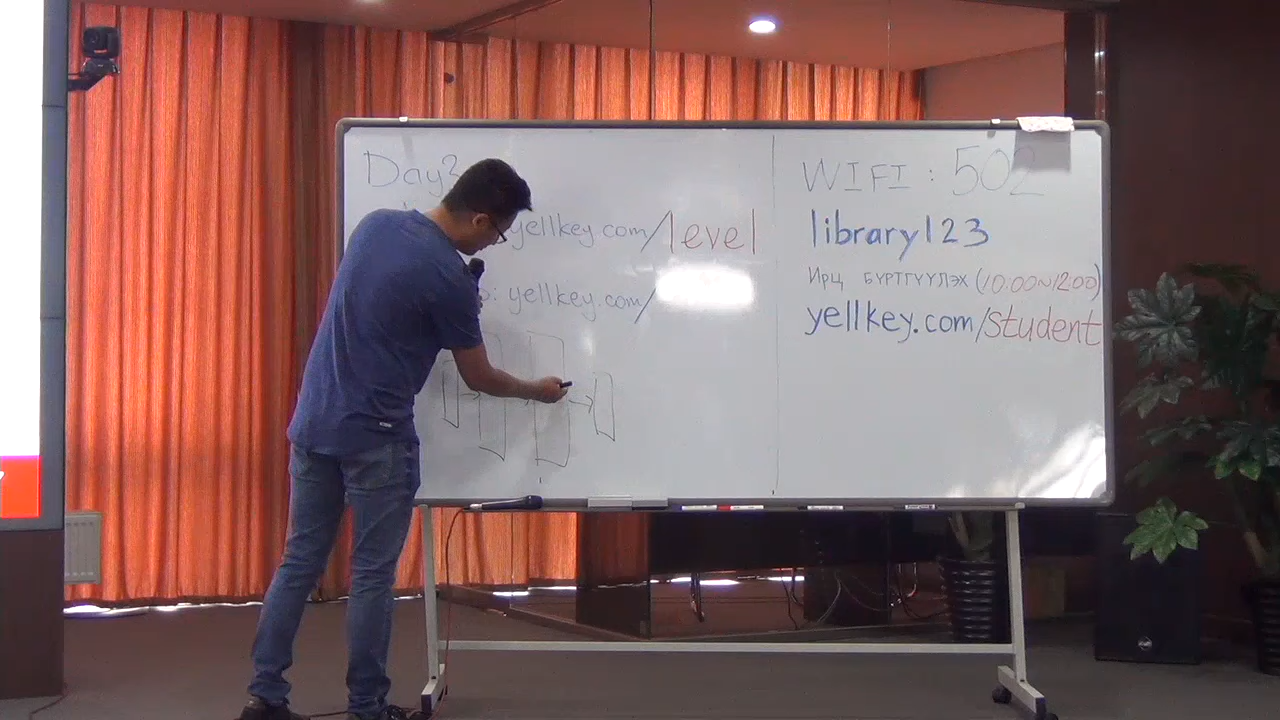 Day2
yellkey.com/level
yellkey.com/
WIFI : 502
library123
Ирц бүртгүүлэх (10:00~12:00)
yellkey.com/student